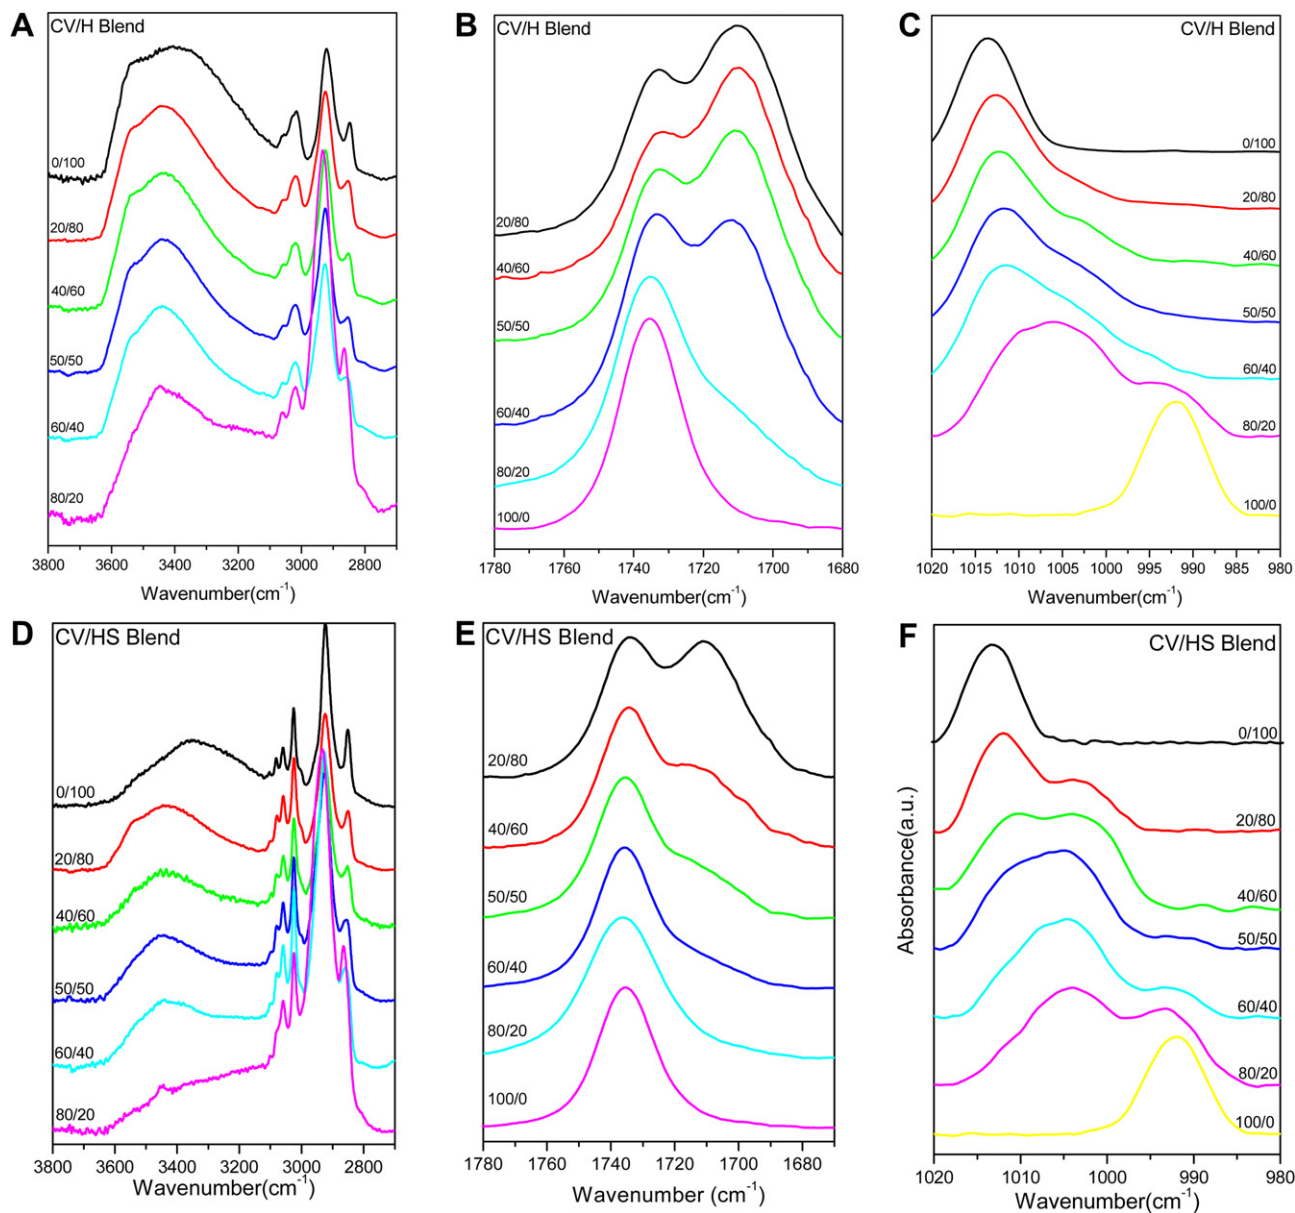 A
CV/H Blend
0/100
20/80
40/60
50/50
60/40
80/20
3800 3600 3400 3200 3000 2800
Wavenumber(cm-1)
B
CV/H Blend
20/80
40/60
50/50
60/40
80/20
100/0
1780 1760 1740 1720 1700 1680
Wavenumber(cm-1)
C
CV/H Blend
0/100
20/80
40/60
50/50
60/40
80/20
100/0
1020 1015 1010 1005 1000 995 990 985 980
Wavenumber(cm-1)
D
CV/HS Blend
0/100
20/80
40/60
50/50
60/40
80/20
3800 3600 3400 3200 3000 2800
Wavenumber(cm-1)
E
CV/HS Blend
20/80
40/60
50/50
60/40
80/20
100/0
1780 1760 1740 1720 1700 1680
Wavenumber (cm-1)
F
CV/HS Blend
Absorbance(a.u.)
0/100
20/80
40/60
50/50
60/40
80/20
100/0
1020 1010 1000 990 980
Wavenumber(cm-1)